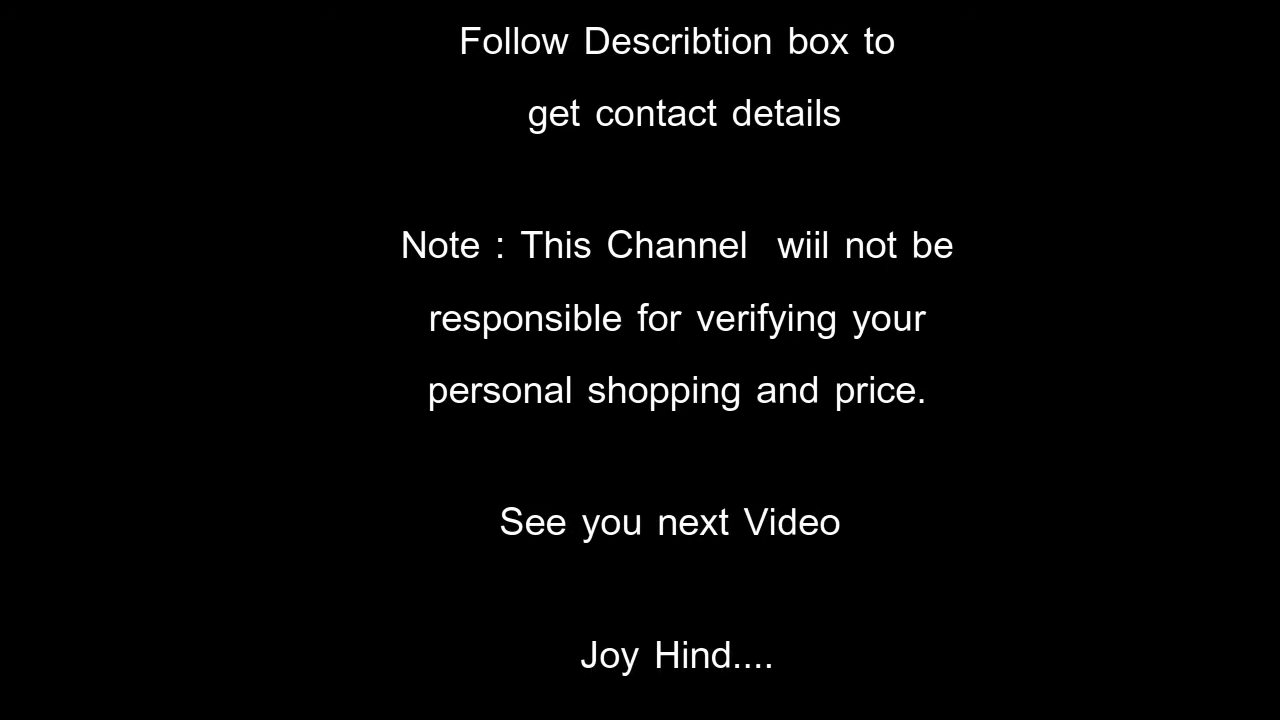 Follow Describtion box to
get contact details
Note : This Channel wiil not be
responsible for verifying your
personal shopping and price.
See you next Video
Joy Hind....